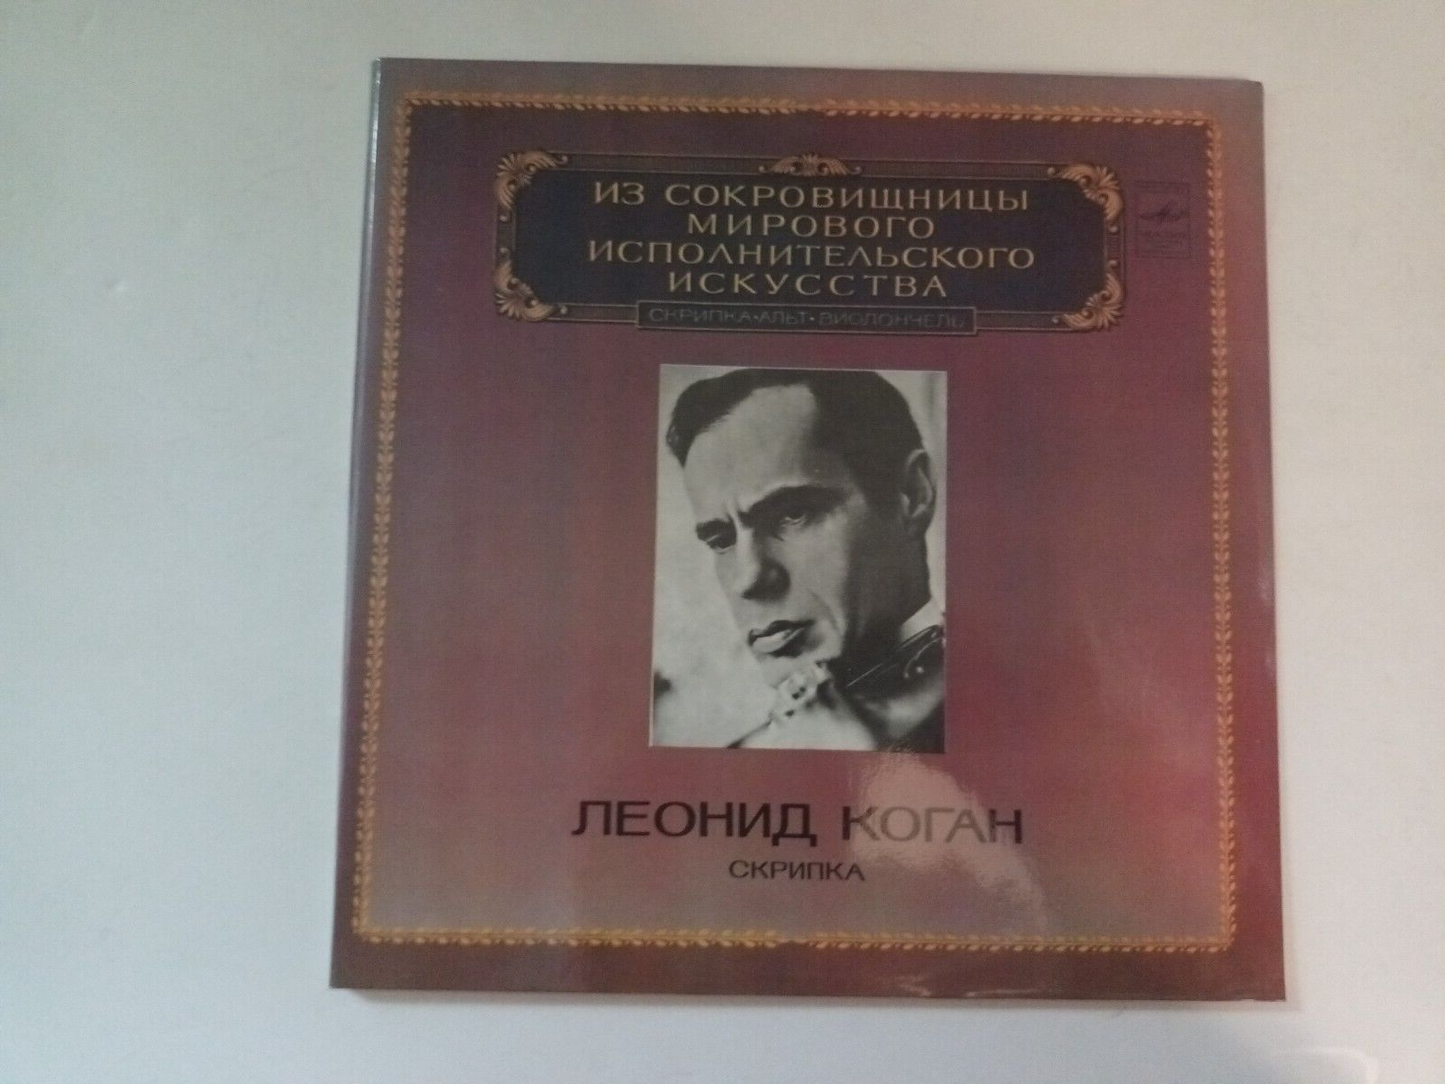 ИЗ СОКРОВИЩНИЦЫ
МИРОВОГО
ИСПОЛНИТЕЛЬСКОГО
ИСКУССТВА
СКРИПКА•АЛЬТ•ВИОЛОНЧЕЛЬ
ЛЕОНИД КОГАН
СКРИПКА